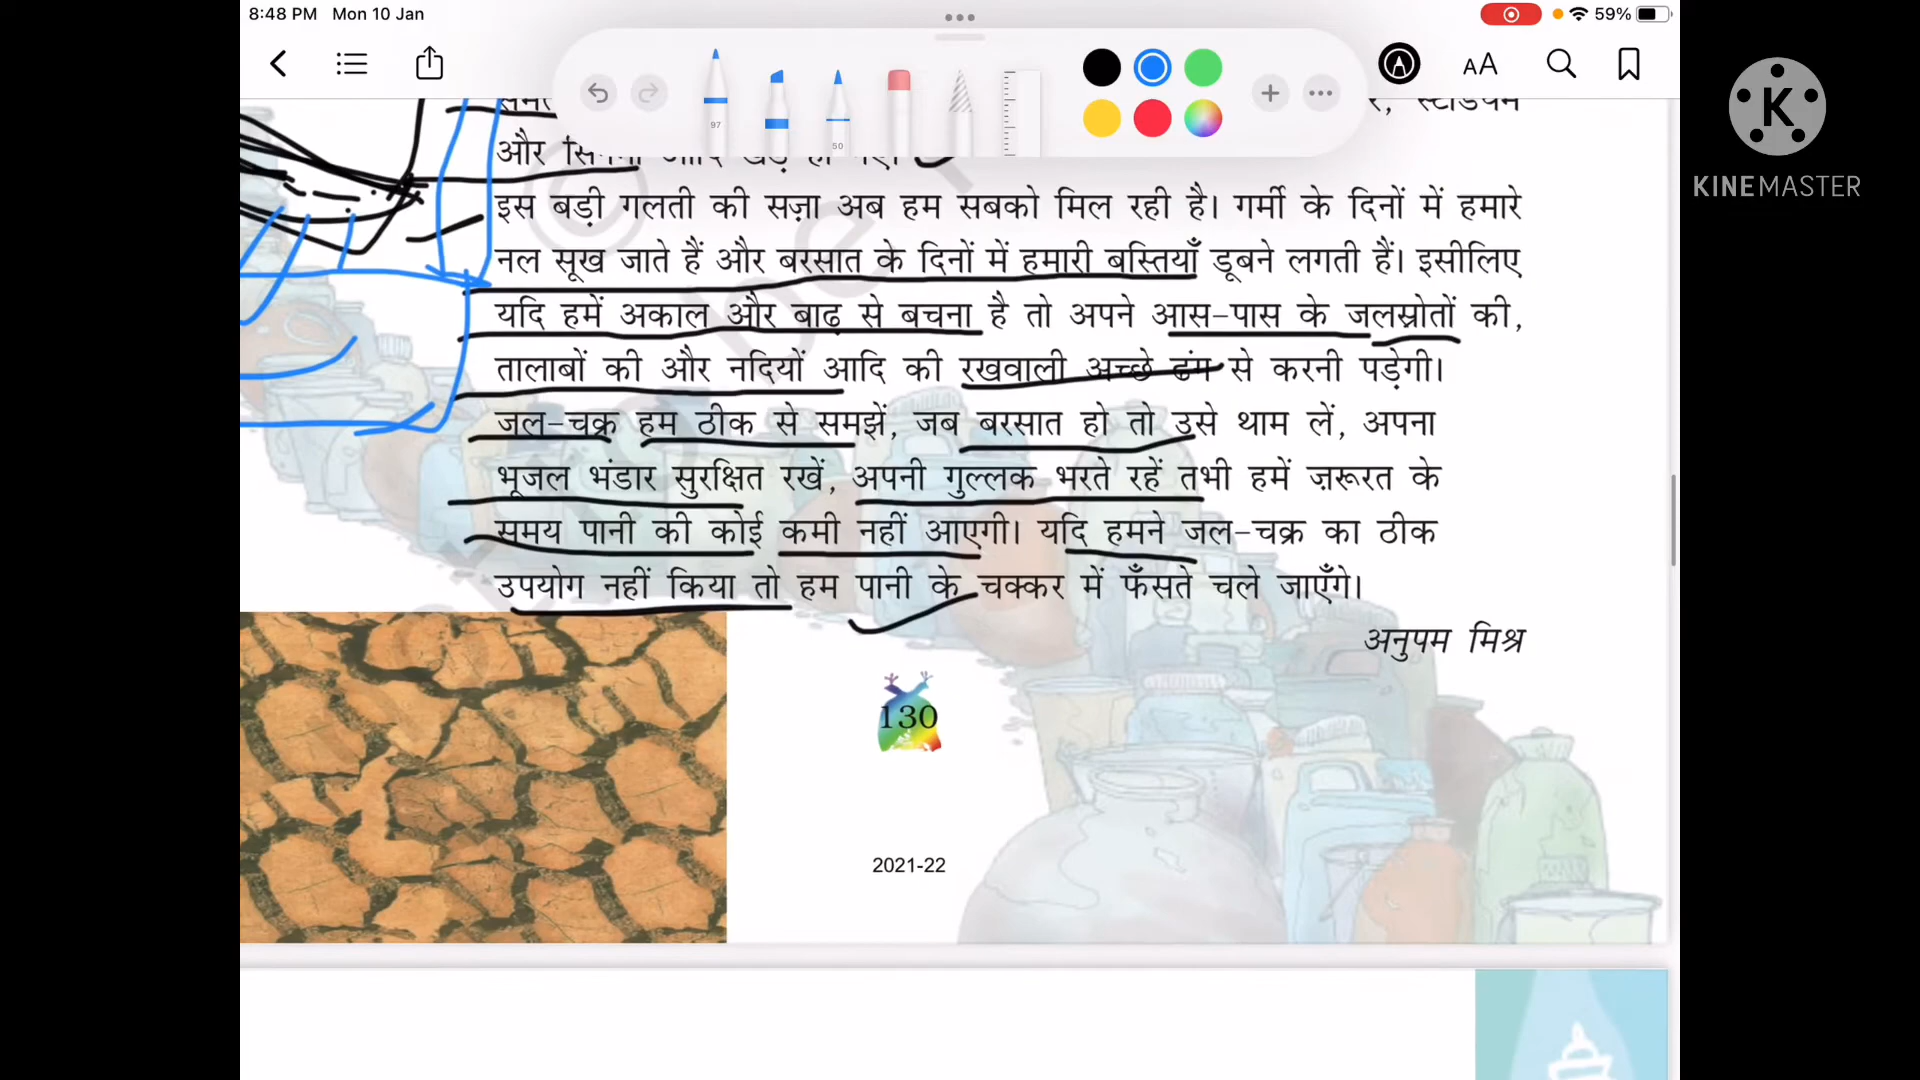 8:48 PM Mon 10 Jan
59%
97
50
AA
KINEMASTER
स्टेडियम
और
इस बड़ी गलती की सज़ा अब हम सबको मिल रही है। गर्मी के दिनों में हमारे
नल सूख जाते हैं और बरसात के दिनों में हमारी बस्तियाँ डूबने लगती हैं। इसीलिए
यदि हमें अकाल और बाढ़ से बचना है तो अपने आस-पास के जलस्रोतों की,
तालाबों की और नदियों आदि की रखवाली अच्छे ढंग से करनी पड़ेगी।
जल-चक्र हम ठीक से समझें, जब बरसात हो तो उसे थाम लें, अपना
भूजल भंडार सुरक्षित रखें, अपनी गुल्लक भरते रहें तभी हमें ज़रूरत के
समय पानी की कोई कमी नहीं आएगी। यदि हमने जल-चक्र का ठीक
उपयोग नहीं किया तो हम पानी के चक्कर में फँसते चले जाएँगे।
अनुपम मिश्र
130
2021-22